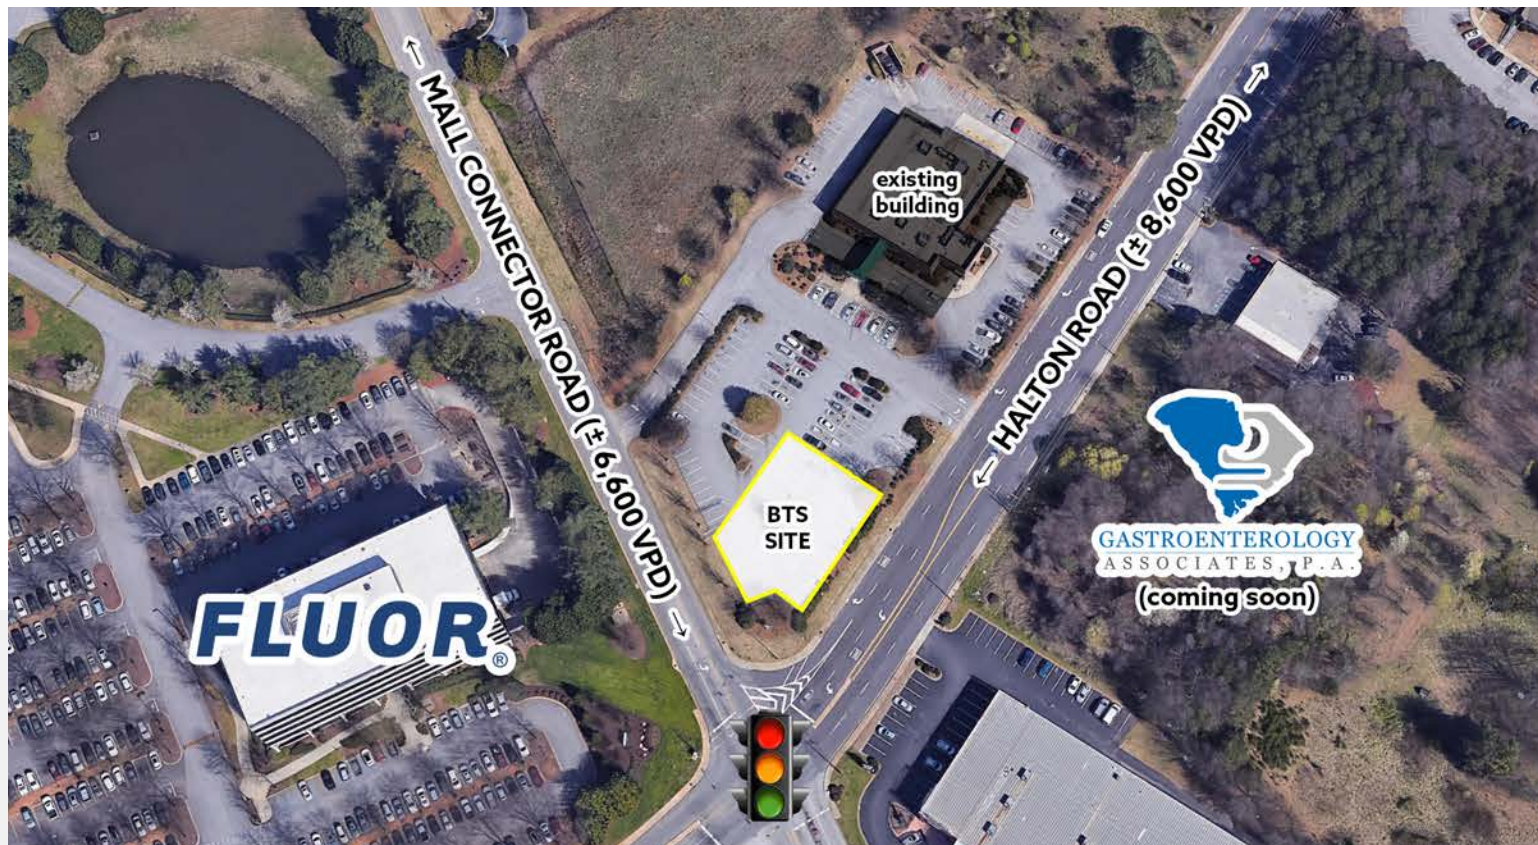 ← MALL CONNECTOR ROAD (± 6,600 VPD) →
existing
building
← HALTON ROAD (± 8,600 VPD) →
BTS
SITE
GASTROENTEROLOGY
ASSOCIATES, P.A.
(coming soon)
FLUOR®